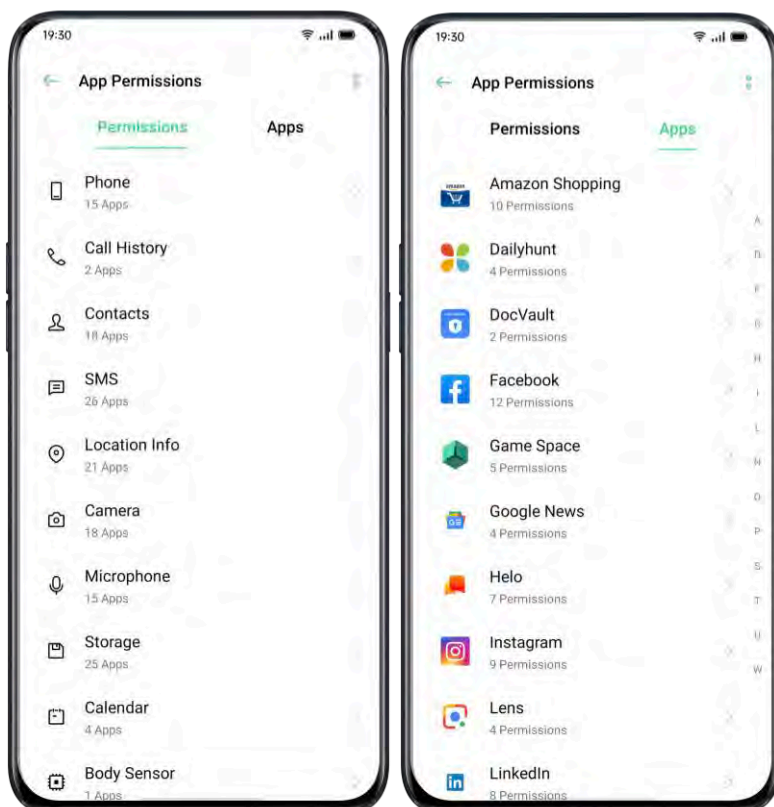 19:30
App Permissions
Permissions
Apps
Phone
15 Apps
Call History
2 Apps
Contacts
18 Apps
SMS
26 Apps
Location Info
21 Apps
Camera
18 Apps
Microphone
15 Apps
Storage
25 Apps
Calendar
4 Apps
Body Sensor
1 Apps
19:30
App Permissions
Permissions
Apps
Amazon Shopping
10 Permissions
Dailyhunt
4 Permissions
DocVault
2 Permissions
Facebook
12 Permissions
Game Space
5 Permissions
Google News
4 Permissions
Helo
7 Permissions
Instagram
9 Permissions
Lens
4 Permissions
LinkedIn
8 Permissions
A
D
F
G
H
I
L
O
P
S
T
U
W